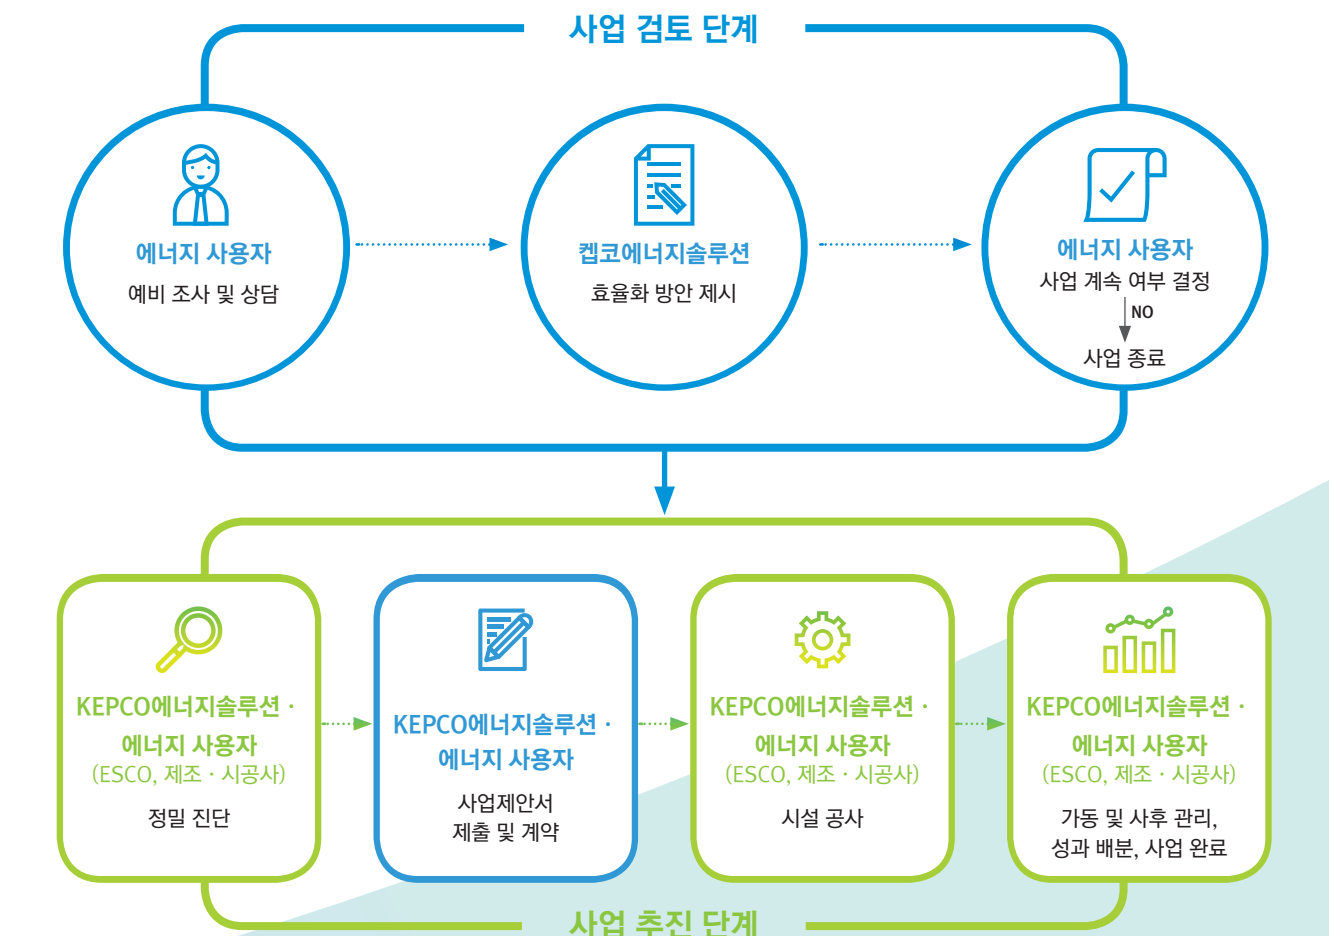 사업 검토 단계
에너지 사용자
예비 조사 및 상담
켑코에너지솔루션
효율화 방안 제시
에너지 사용자
사업 계속 여부 결정
NO
사업 종료
KEPCO에너지솔루션 ·
에너지 사용자
(ESCO, 제조 · 시공사)
정밀 진단
KEPCO에너지솔루션 ·
에너지 사용자
사업제안서
제출 및 계약
KEPCO에너지솔루션 ·
에너지 사용자
(ESCO, 제조 · 시공사)
시설 공사
KEPCO에너지솔루션 ·
에너지 사용자
(ESCO, 제조 · 시공사)
가동 및 사후 관리,
성과 배분, 사업 완료
사업 추진 단계